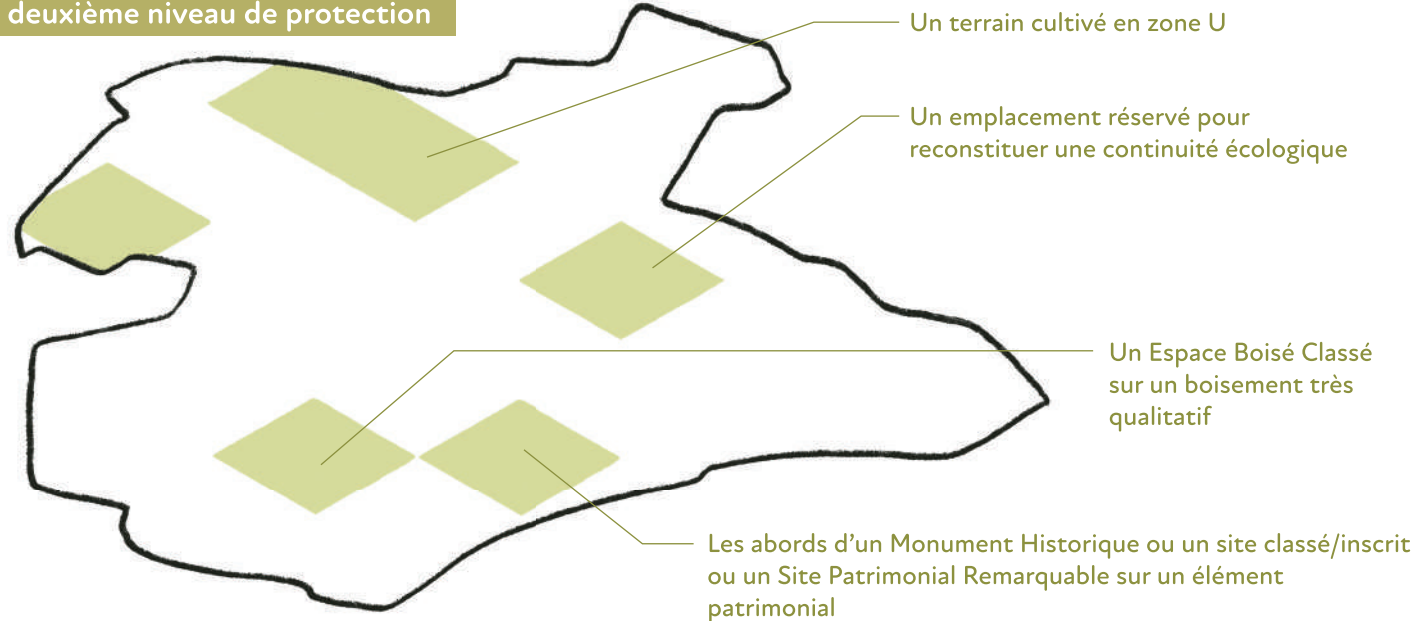 deuxième niveau de protection
Un terrain cultivé en zone U
Un emplacement réservé pour
reconstituer une continuité écologique
Un Espace Boisé Classé
sur un boisement très
qualitatif
Les abords d’un Monument Historique ou un site classé/inscrit
ou un Site Patrimonial Remarquable sur un élément
patrimonial